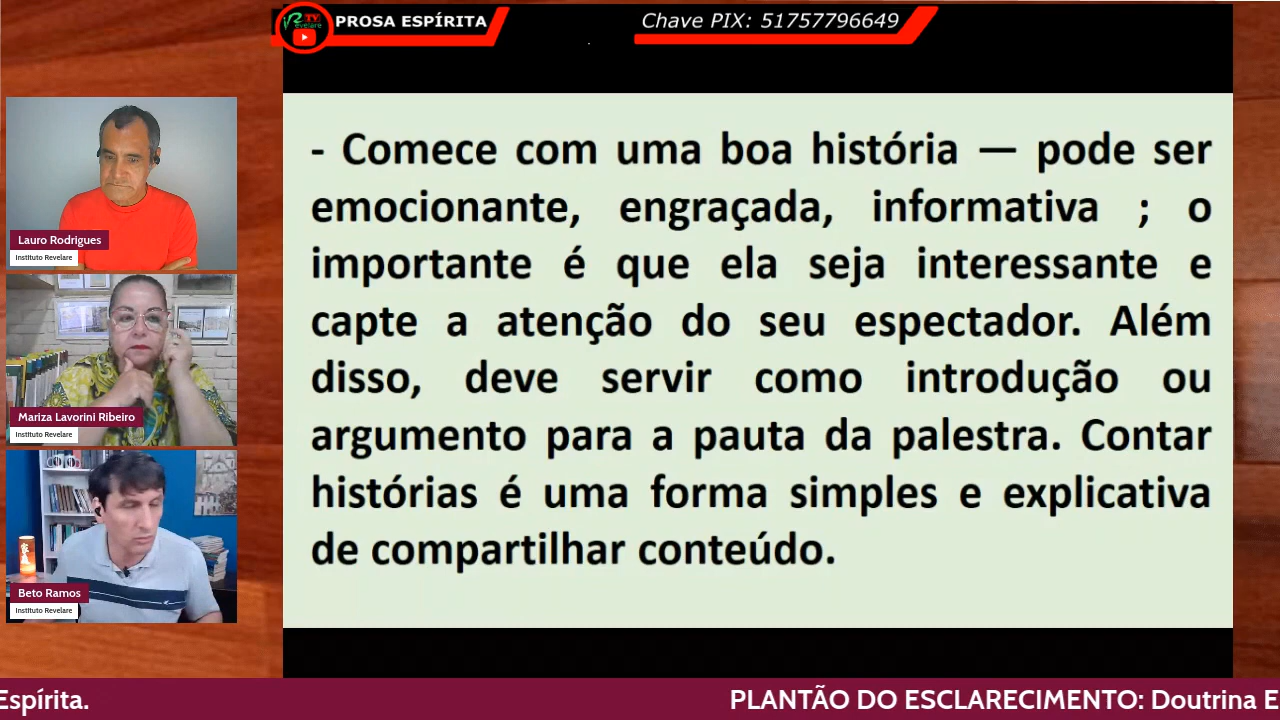 TV
Revelare
PROSA ESPÍRITA
Chave PIX: 51757796649
Lauro Rodrigues
Instituto Revelare
Mariza Lavorini Ribeiro
Instituto Revelare
Beto Ramos
Instituto Revelare
- Comece com uma boa história — pode ser
emocionante, engraçada, informativa ; o
importante é que ela seja interessante e
capte a atenção do seu espectador. Além
disso, deve servir como introdução ou
argumento para a pauta da palestra. Contar
histórias é uma forma simples e explicativa
de compartilhar conteúdo.
Espírita.
PLANTÃO DO ESCLARECIMENTO: Doutrina E